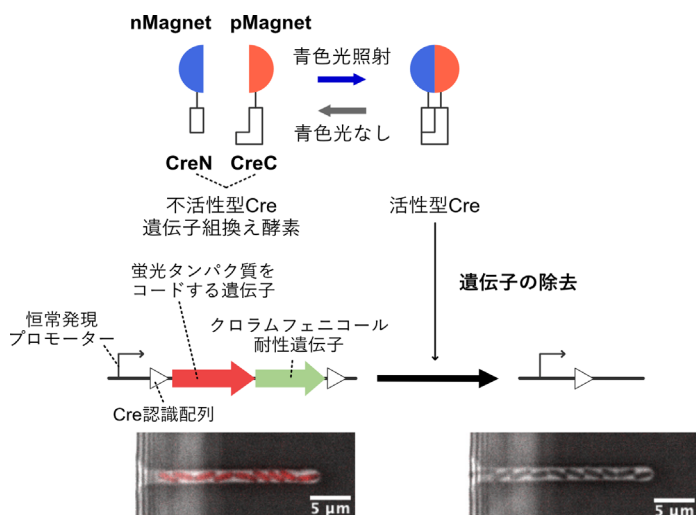 nMagnet
pMagnet
青色光照射
青色光なし
CreN
CreC
不活性型Cre
遺伝子組換え酵素
活性型Cre
蛍光タンパク質を
コードする遺伝子
遺伝子の除去
恒常発現
プロモーター
クロラムフェニコール
耐性遺伝子
Cre認識配列
5 μm
5 μm